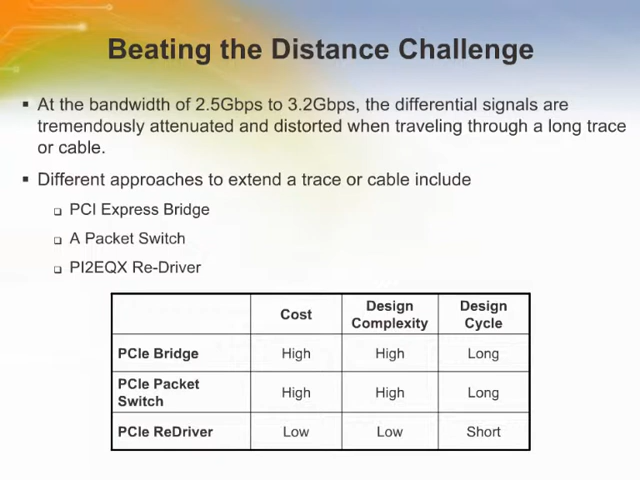 Beating the Distance Challenge
▪ At the bandwidth of 2.5Gbps to 3.2Gbps, the differential signals are
tremendously attenuated and distorted when traveling through a long trace
or cable.
▪ Different approaches to extend a trace or cable include
❑ PCI Express Bridge
❑ A Packet Switch
❑ PI2EQX Re-Driver
Cost Design Complexity Design Cycle
PCIe Bridge High High Long
PCIe Packet Switch High High Long
PCIe ReDriver Low Low Short